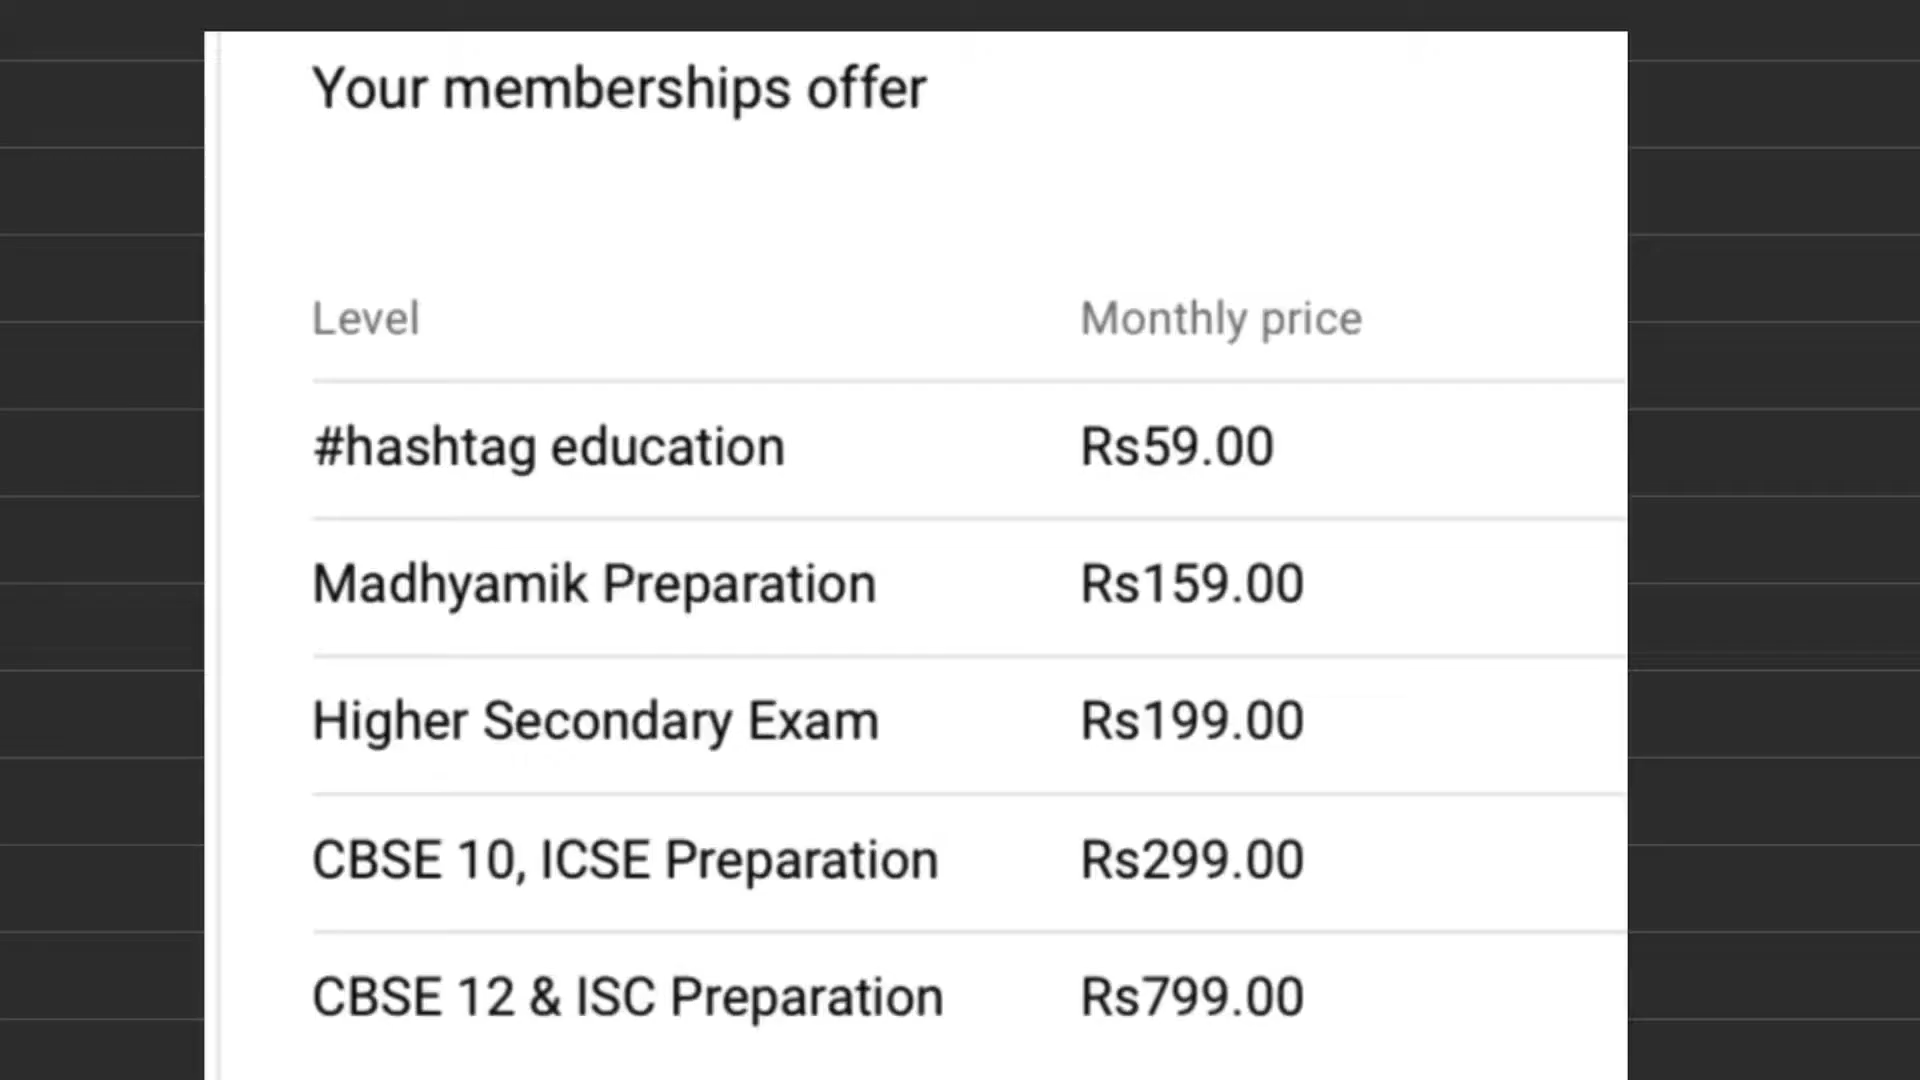 Your memberships offer
Level Monthly price
#hashtag education Rs59.00
Madhyamik Preparation Rs159.00
Higher Secondary Exam Rs199.00
CBSE 10, ICSE Preparation Rs299.00
CBSE 12 & ISC Preparation Rs799.00